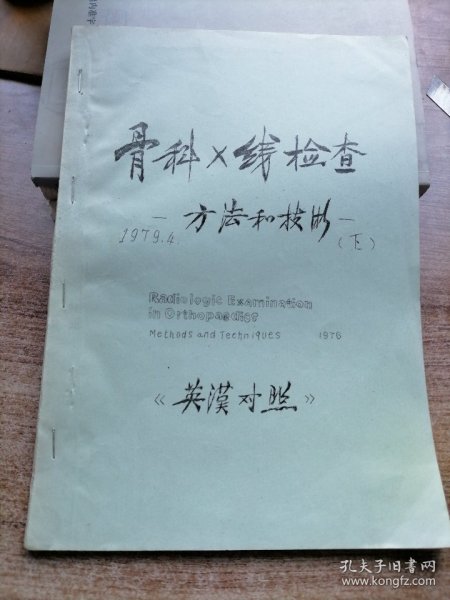 骨科X线检查
—方法和技术—
1979.4.
(下)
Radiologic Examination
in Orthopaedics
Methods and Techniques 1976
《英漢对照》
孔夫子旧书网
www.kongfz.com